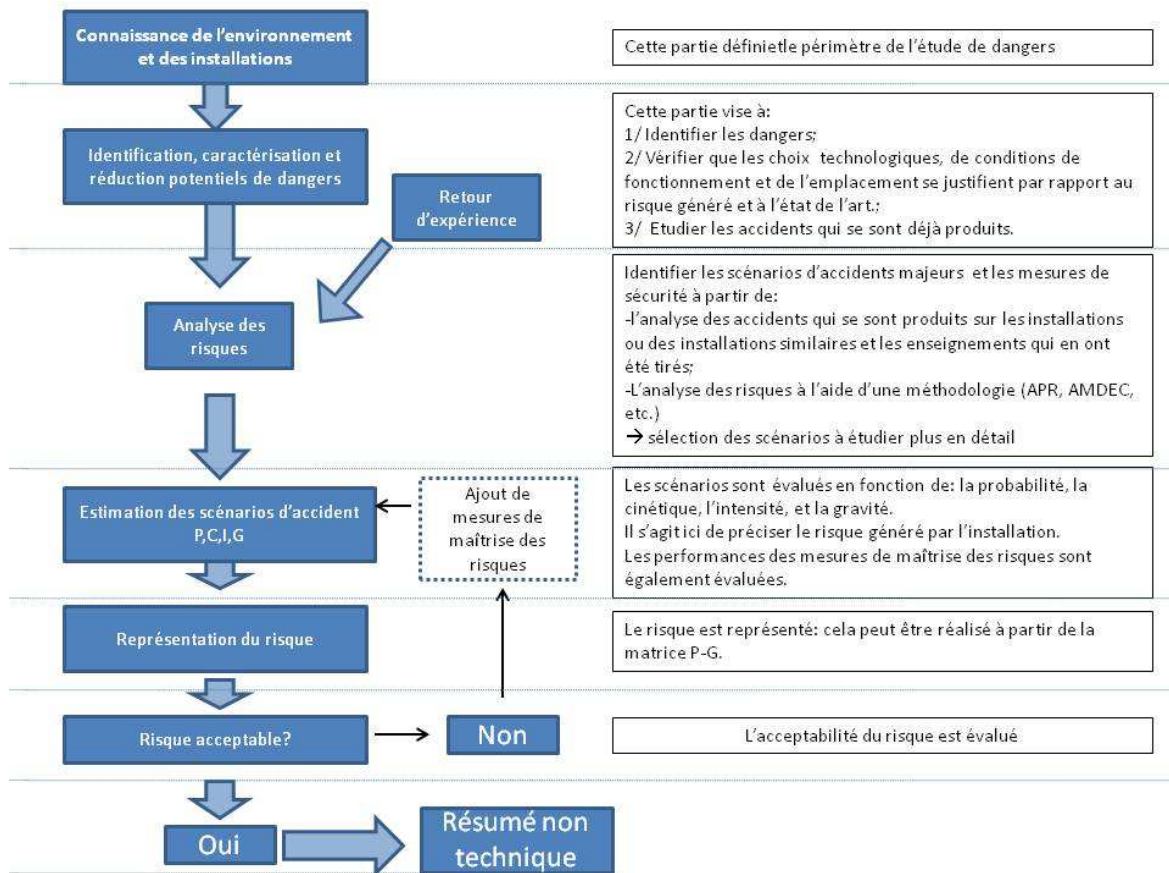 Connaissance de l'environnement
et des installations
Cette partie définietle périmètre de l'étude de dangers
Identification, caractérisation et
réduction potentiels de dangers
Retour
d'expérience
Cette partie vise à:
1/ Identifier les dangers;
2/ Vérifier que les choix technologiques, de conditions de
fonctionnement et de l'emplacement se justifient par rapport au
risque généré et à l'état de l'art.;
3/ Etudier les accidents qui se sont déjà produits.
Analyse des
risques
Identifier les scénarios d'accidents majeurs et les mesures de
sécurité à partir de:
-l'analyse des accidents qui se sont produits sur les installations
ou des installations similaires et les enseignements qui en ont
été tirés;
-L'analyse des risques à l'aide d'une méthodologie (APR, AMDEC,
etc.)
→ sélection des scénarios à étudier plus en détail
Estimation des scénarios d'accident
P,C,I,G
Ajout de
mesures de
maîtrise des
risques
Les scénarios sont évalués en fonction de: la probabilité, la
cinétique, l'intensité, et la gravité.
Il s'agit ici de préciser le risque généré par l'installation.
Les performances des mesures de maîtrise des risques sont
également évaluées.
Représentation du risque
Le risque est représenté: cela peut être réalisé à partir de la
matrice P-G.
Risque acceptable?
Non
L'acceptabilité du risque est évalué
Oui
Résumé non
technique